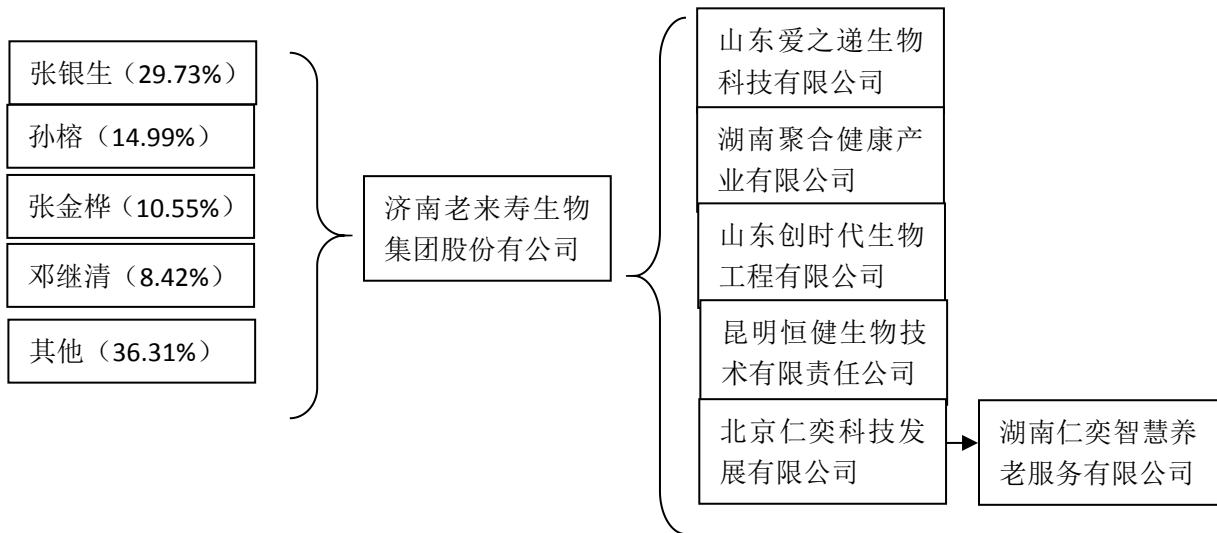 张银生（29.73%）
孙榕（14.99%）
张金桦（10.55%）
邓继清（8.42%）
其他（36.31%）
济南老来寿生物
集团股份有公司
山东爱之递生物
科技有限公司
湖南聚合健康产
业有限公司
山东创时代生物
工程有限公司
昆明恒健生物技
术有限责任公司
北京仁奕科技发
展有限公司
湖南仁奕智慧养
老服务有限公司